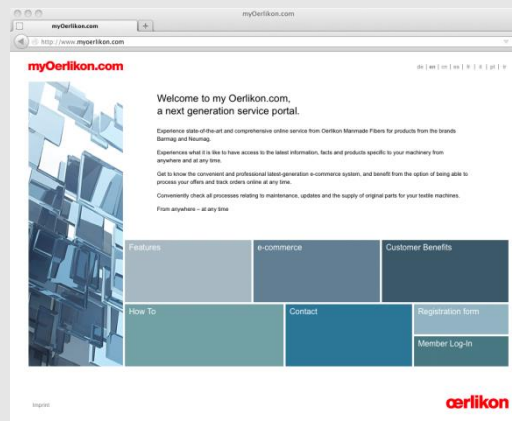 myOerlikon.com
myOerlikon.com
http://www.myoerlikon.com
myOerlikon.com
de | en | cn | es | fr | it | pt | tr
Welcome to my Oerlikon.com,
a next generation service portal.
Experience state-of-the-art and comprehensive online service from Oerlikon Manmade Fibers for products from the brands
Barmag and Neumag.
Experiences what it is like to have access to the latest information, facts and products specific to your machinery from
anywhere and at any time.
Get to know the convenient and professional latest-generation e-commerce system, and benefit from the option of being able to
process your offers and track orders online at any time.
Conveniently check all processes relating to maintenance, updates and the supply of original parts for your textile machines.
From anywhere – at any time
Features
e-commerce
Customer Benefits
How To
Contact
Registration form
Member Log-In
Imprint
œrlikon